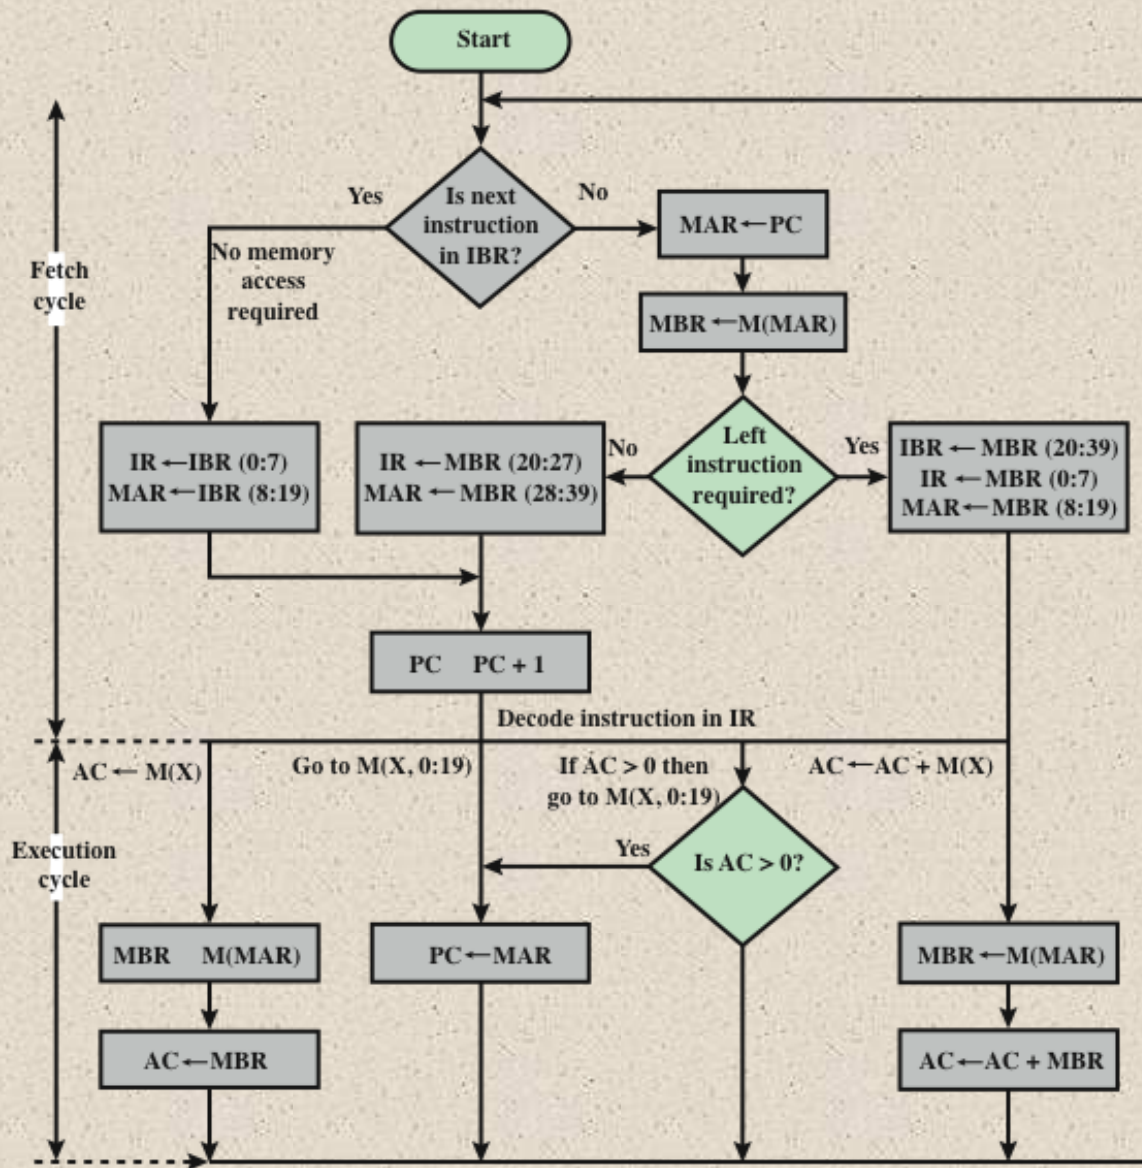 Start
Is next
instruction
in IBR?
Yes
No
No memory
access
required
MAR←PC
MBR←M(MAR)
Fetch
cycle
Left
instruction
required?
No
Yes
IR←IBR (0:7)
MAR←IBR (8:19)
IR←MBR (20:27)
MAR←MBR (28:39)
IBR←MBR (20:39)
IR←MBR (0:7)
MAR←MBR (8:19)
PC PC + 1
Decode instruction in IR
AC← M(X)
Go to M(X, 0:19)
If AC > 0 then
go to M(X, 0:19)
AC←AC + M(X)
Execution
cycle
Yes
Is AC > 0?
MBR M(MAR)
PC←MAR
MBR←M(MAR)
AC←MBR
AC←AC + MBR